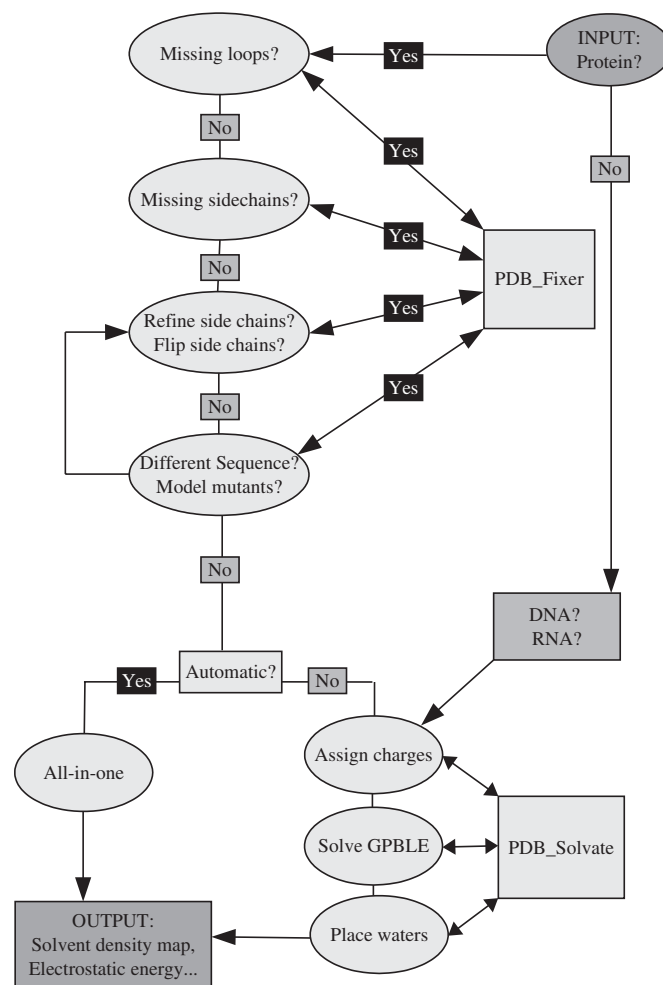 INPUT:
Protein?
Yes
Missing loops?
No
Yes
No
Missing sidechains?
Yes
No
PDB_Fixer
Refine side chains?
Flip side chains?
Yes
No
Yes
Different Sequence?
Model mutants?
No
DNA?
RNA?
Automatic?
Yes
No
All-in-one
Assign charges
Solve GPBLE
PDB_Solvate
Place waters
OUTPUT:
Solvent density map,
Electrostatic energy...